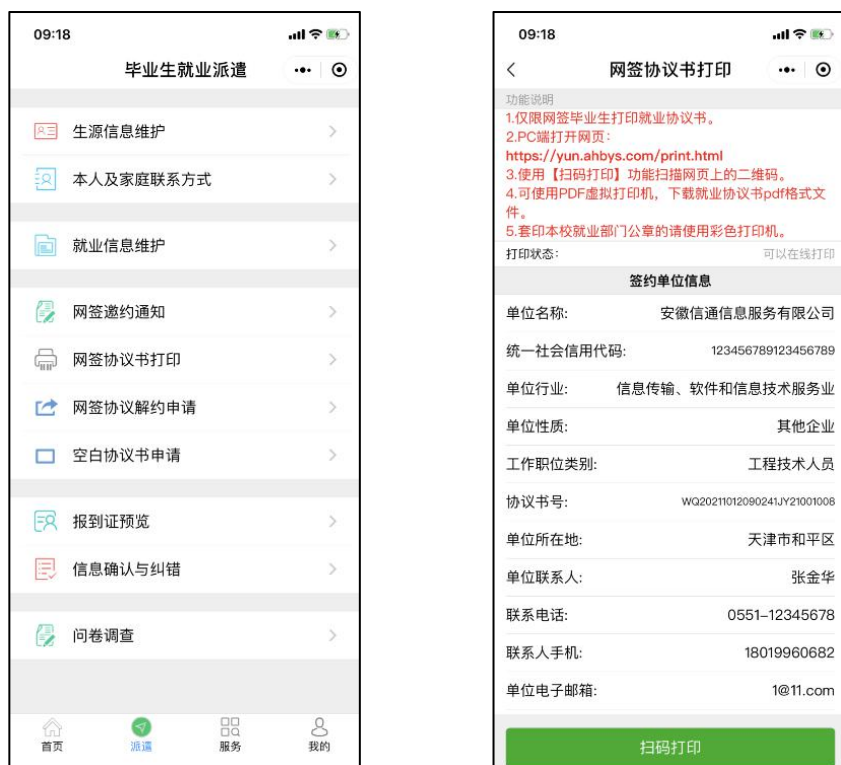 09:18
毕业生就业派遣
生源信息维护
本人及家庭联系方式
就业信息维护
网签邀约通知
网签协议书打印
网签协议解约申请
空白协议书申请
报到证预览
信息确认与纠错
问卷调查
首页
派遣
服务
我的
09:18
网签协议书打印
功能说明
1.仅限网签毕业生打印就业协议书。
2.PC端打开网页：
https://yun.ahbys.com/print.html
3.使用【扫码打印】功能扫描网页上的二维码。
4.可使用PDF虚拟打印机，下载就业协议书pdf格式文
件。
5.套印本校就业部门公章的请使用彩色打印机。
打印状态： 可以在线打印
签约单位信息
单位名称: 安徽信通信息服务有限公司
统一社会信用代码: 123456789123456789
单位行业: 信息传输、软件和信息技术服务业
单位性质: 其他企业
工作职位类别: 工程技术人员
协议书号: WQ20211012090241JY21001008
单位所在地: 天津市和平区
单位联系人: 张金华
联系电话: 0551-12345678
联系人手机: 18019960682
单位电子邮箱: 1@11.com
扫码打印